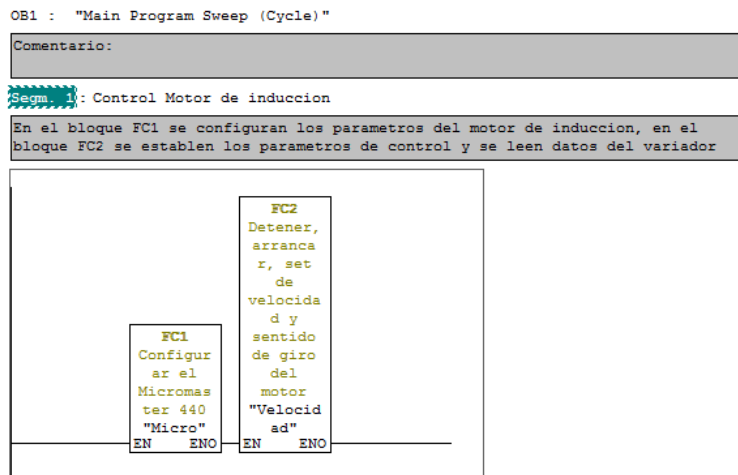 OB1 : "Main Program Sweep (Cycle)"
Comentario:
Segm. 1: Control Motor de induccion
En el bloque FC1 se configuran los parametros del motor de induccion, en el
bloque FC2 se establen los parametros de control y se leen datos del variador
FC1
Configur
ar el
Micromas
ter 440
"Micro"
EN ENO
FC2
Detener,
arranca
r, set
de
velocida
d y
sentido
de giro
del
motor
"Velocid
ad"
EN ENO